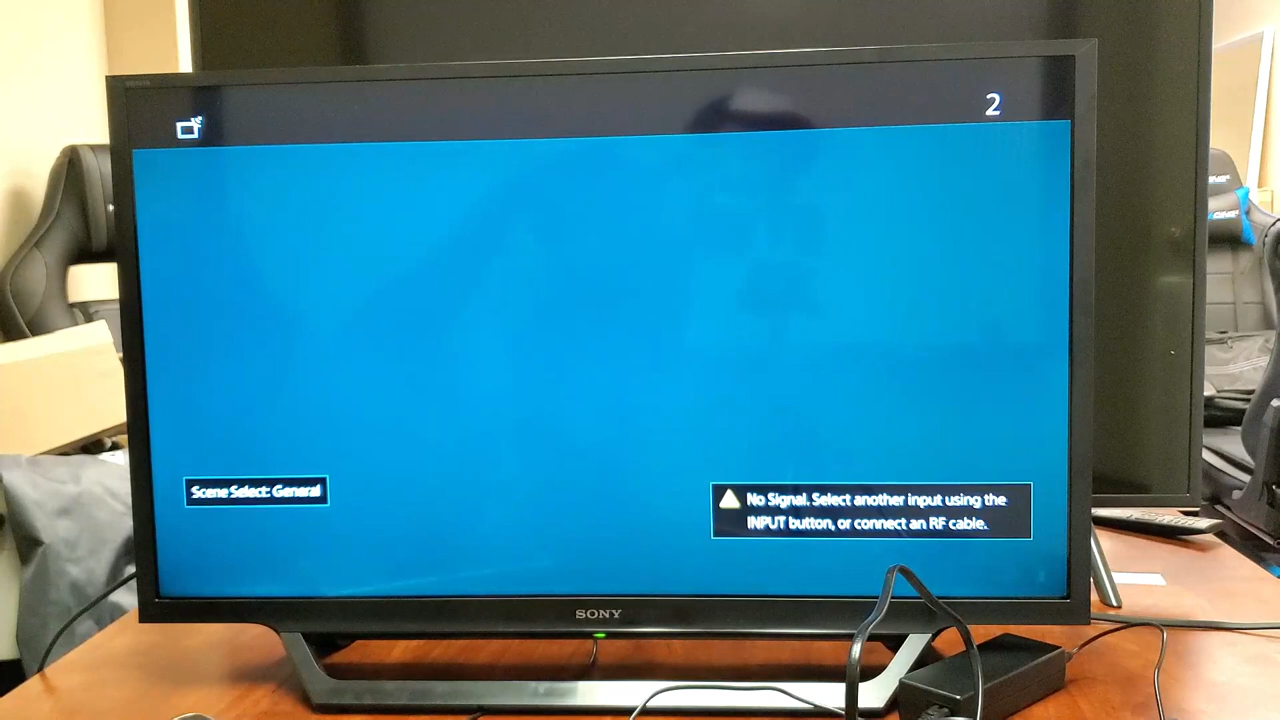 2
Scene Select: General
No Signal. Select another input using the
INPUT button, or connect an RF cable.
SONY